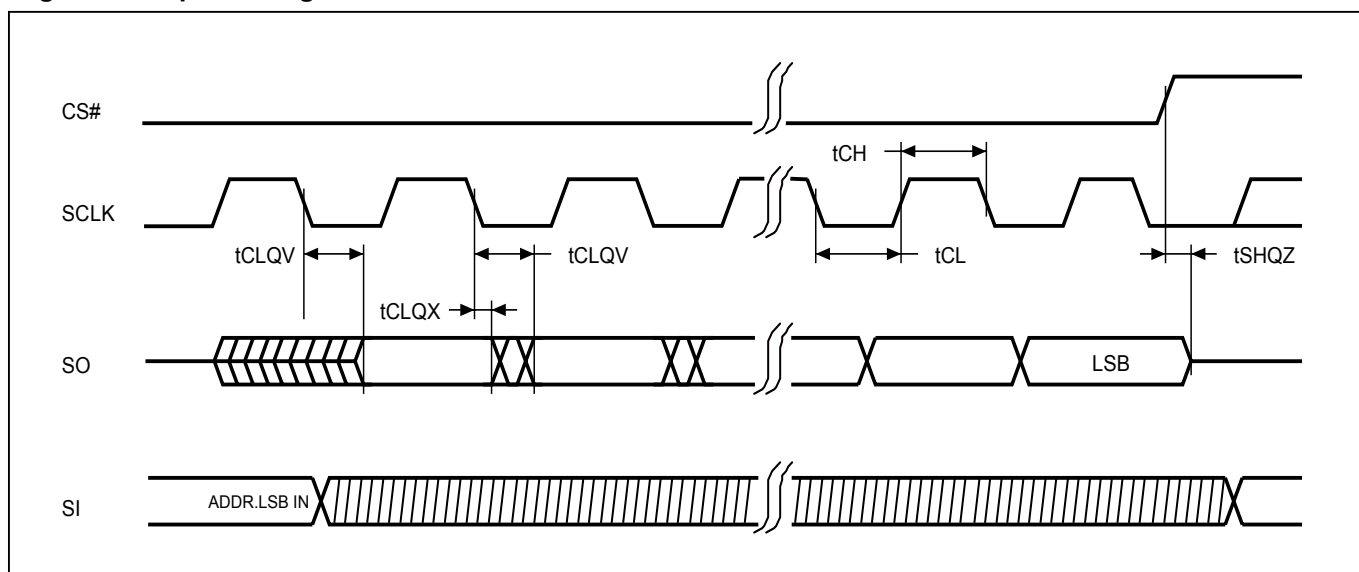 CS#
tCH
SCLK
tCLQV
tCLQV
tCL
tSHQZ
tCLQX
SO
LSB
ADDR.LSB IN
SI